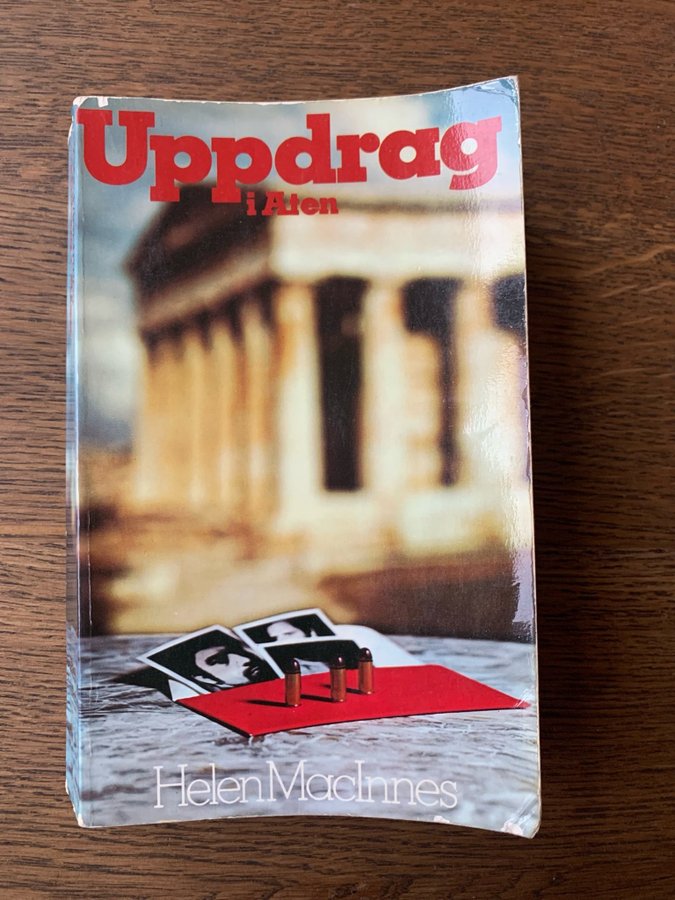 Uppdrag
i Aten
Helen MacInnes